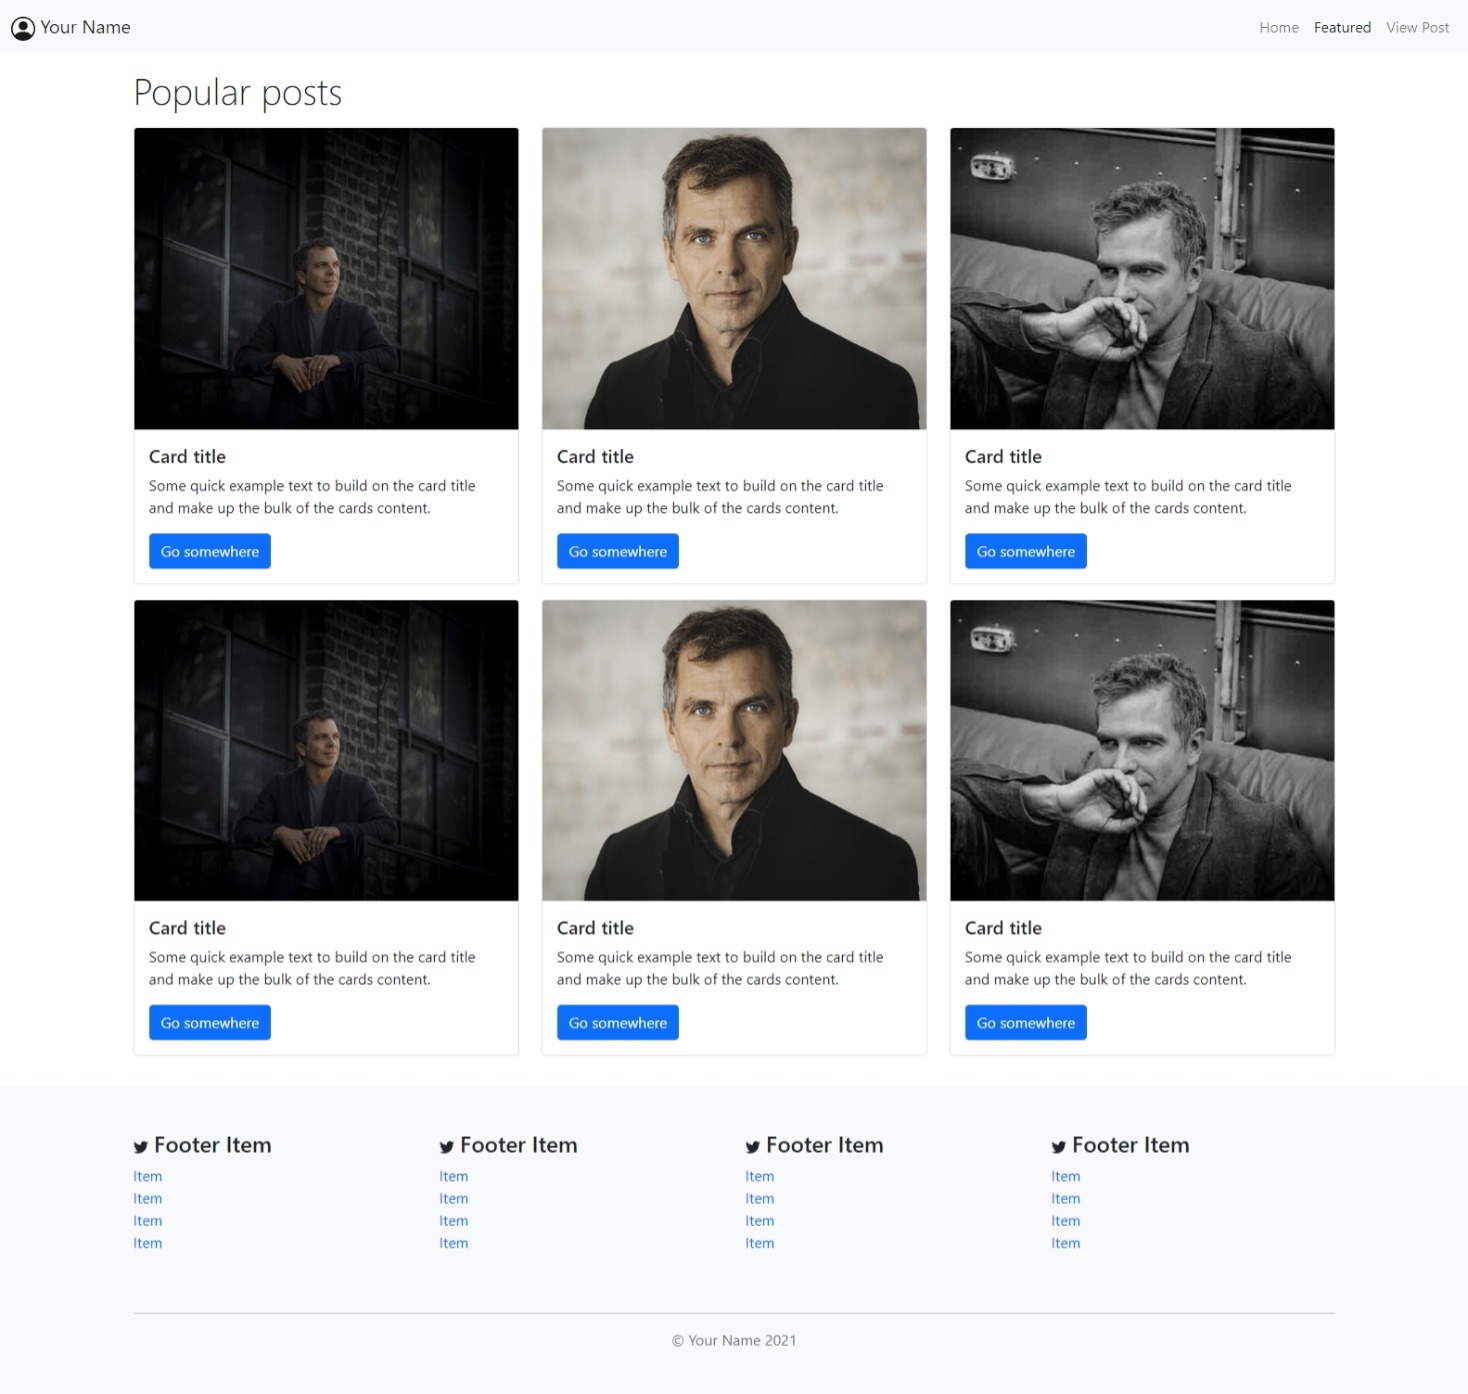 Your Name
Home Featured View Post
Popular posts
Card title
Some quick example text to build on the card title
and make up the bulk of the cards content.
Go somewhere
Card title
Some quick example text to build on the card title
and make up the bulk of the cards content.
Go somewhere
Card title
Some quick example text to build on the card title
and make up the bulk of the cards content.
Go somewhere
Card title
Some quick example text to build on the card title
and make up the bulk of the cards content.
Go somewhere
Card title
Some quick example text to build on the card title
and make up the bulk of the cards content.
Go somewhere
Card title
Some quick example text to build on the card title
and make up the bulk of the cards content.
Go somewhere
Footer Item
Item
Item
Item
Item
Footer Item
Item
Item
Item
Item
Footer Item
Item
Item
Item
Item
Footer Item
Item
Item
Item
Item
© Your Name 2021